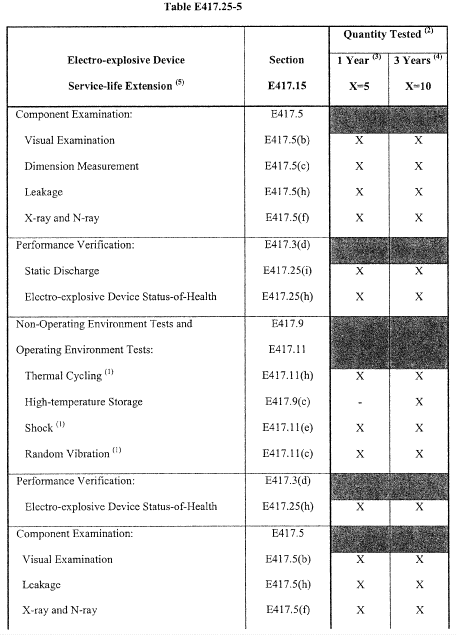 Table E417.25-5
Quantity Tested (2)
Electro-explosive Device Section 1 Year (3) 3 Years (4)
Service-life Extension (5) E417.15 X=5 X=10
Component Examination: E417.5
Visual Examination E417.5(b) X X
Dimension Measurement E417.5(c) X X
Leakage E417.5(h) X X
X-ray and N-ray E417.5(f) X X
Performance Verification: E417.3(d)
Static Discharge E417.25(i) X X
Electro-explosive Device Status-of-Health E417.25(h) X X
Non-Operating Environment Tests and E417.9
Operating Environment Tests: E417.11
Thermal Cycling (1) E417.11(h) X X
High-temperature Storage E417.9(c) - X
Shock (1) E417.11(e) X X
Random Vibration (1) E417.11(c) X X
Performance Verification: E417.3(d)
Electro-explosive Device Status-of-Health E417.25(h) X X
Component Examination: E417.5
Visual Examination E417.5(b) X X
Leakage E417.5(h) X X
X-ray and N-ray E417.5(f) X X